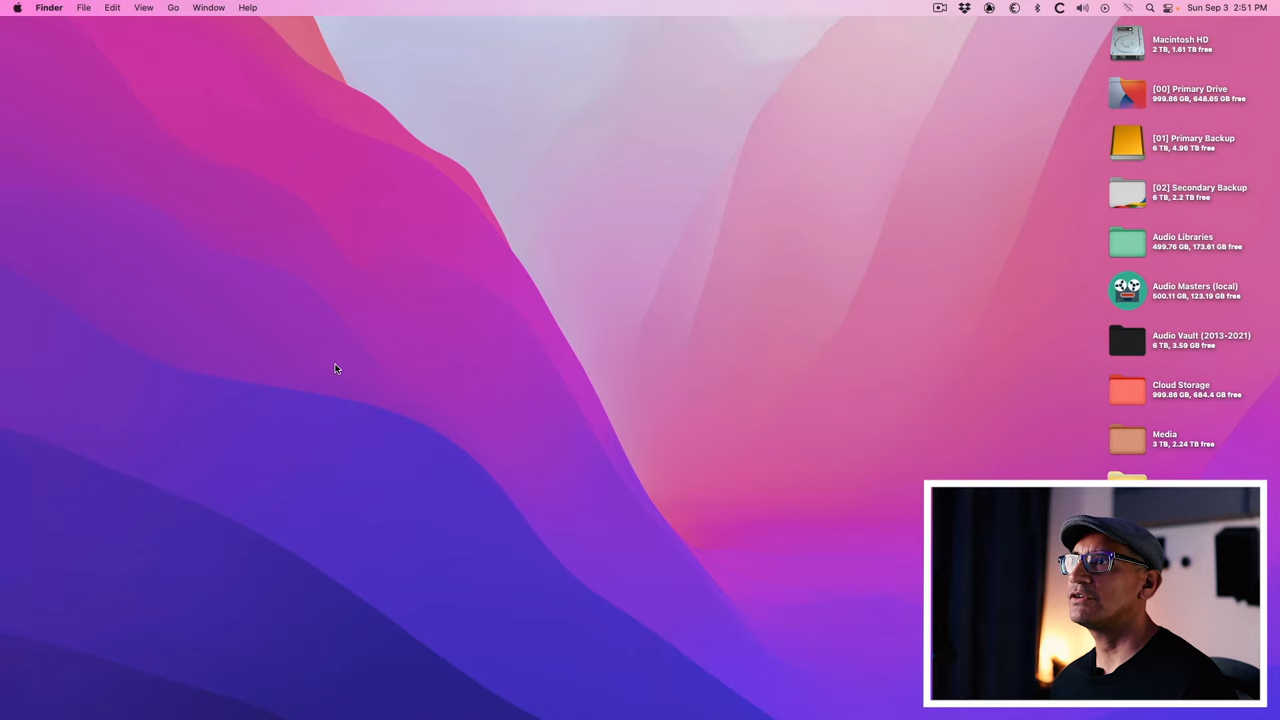 Finder File Edit View Go Window Help
Sun Sep 3 2:51 PM
Macintosh HD
2 TB, 1.61 TB free
[00] Primary Drive
999.86 GB, 648.65 GB free
[01] Primary Backup
6 TB, 4.96 TB free
[02] Secondary Backup
6 TB, 2.2 TB free
Audio Libraries
499.76 GB, 173.61 GB free
Audio Masters (local)
500.11 GB, 123.19 GB free
Audio Vault (2013-2021)
6 TB, 3.59 GB free
Cloud Storage
999.86 GB, 684.4 GB free
Media
3 TB, 2.24 TB free